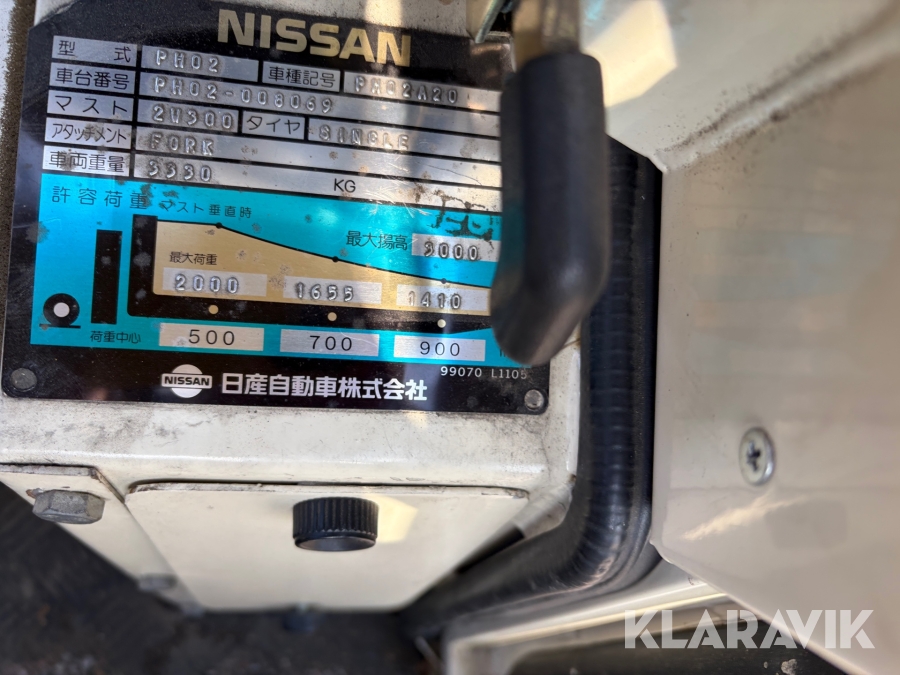 NISSAN
型 式 PH02 車種記号 PH02A20
車台番号 PH02-008069
マスト 2W300 タイヤ SINGLE
アタッチメント FORK
車両重量 3330 KG
許容荷重 マスト垂直時
最大揚高 3000
最大荷重
2000 1655 1410
荷重中心 500 700 900
99070 L1105
NISSAN 日産自動車株式会社
KLARAVIK